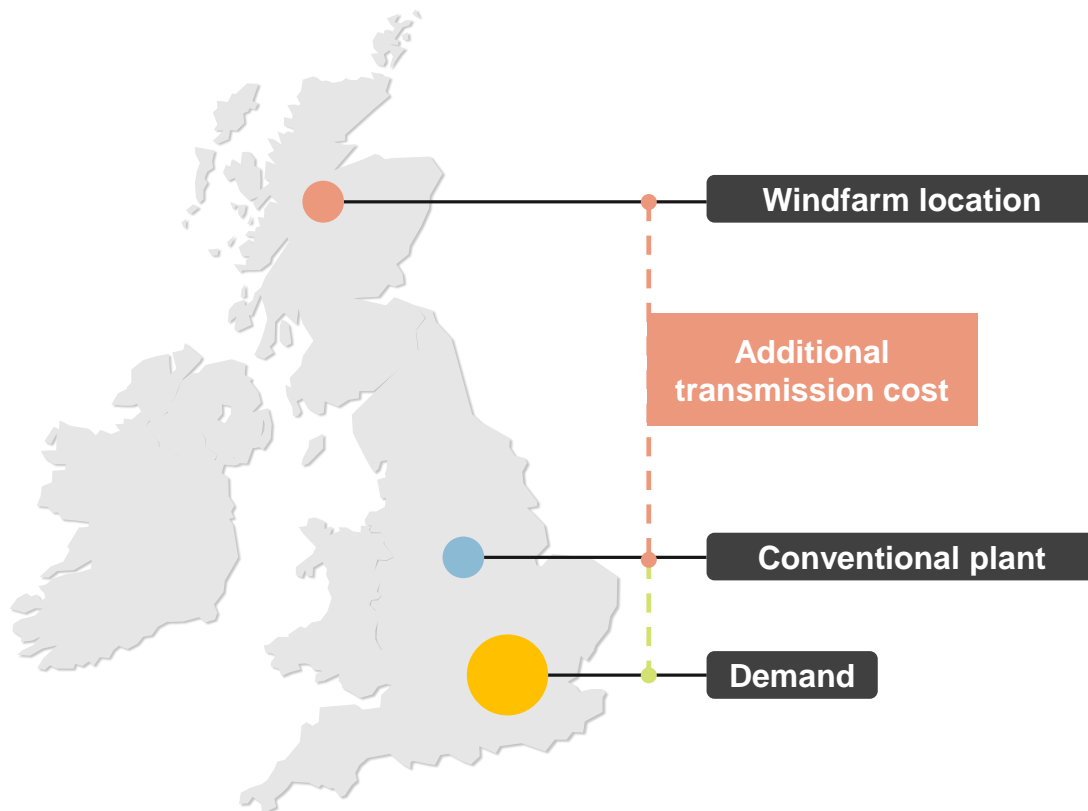 Windfarm location
Additional
transmission cost
Conventional plant
Demand